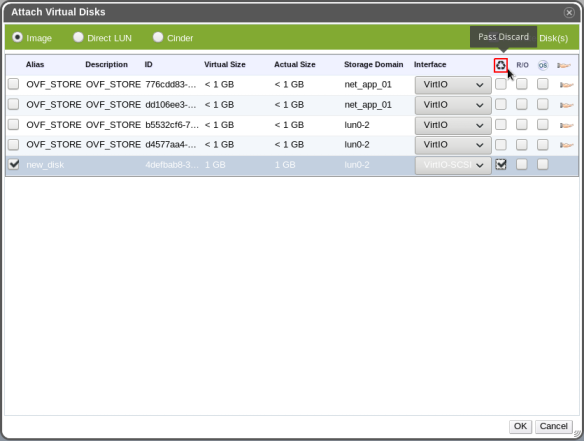 Attach Virtual Disks
Image Direct LUN Cinder Pass Discard Disk(s)
Alias Description ID Virtual Size Actual Size Storage Domain Interface R/O OS
OVF_STORE OVF_STORE 776cdd83-... < 1 GB < 1 GB net_app_01 VirtIO
OVF_STORE OVF_STORE dd106ee3-... < 1 GB < 1 GB net_app_01 VirtIO
OVF_STORE OVF_STORE b5532cf6-7... < 1 GB < 1 GB lun0-2 VirtIO
OVF_STORE OVF_STORE d4577aa4-... < 1 GB < 1 GB lun0-2 VirtIO
new_disk 4defbab8-3... 1 GB 1 GB lun0-2 VirtIO-SCSI
OK Cancel